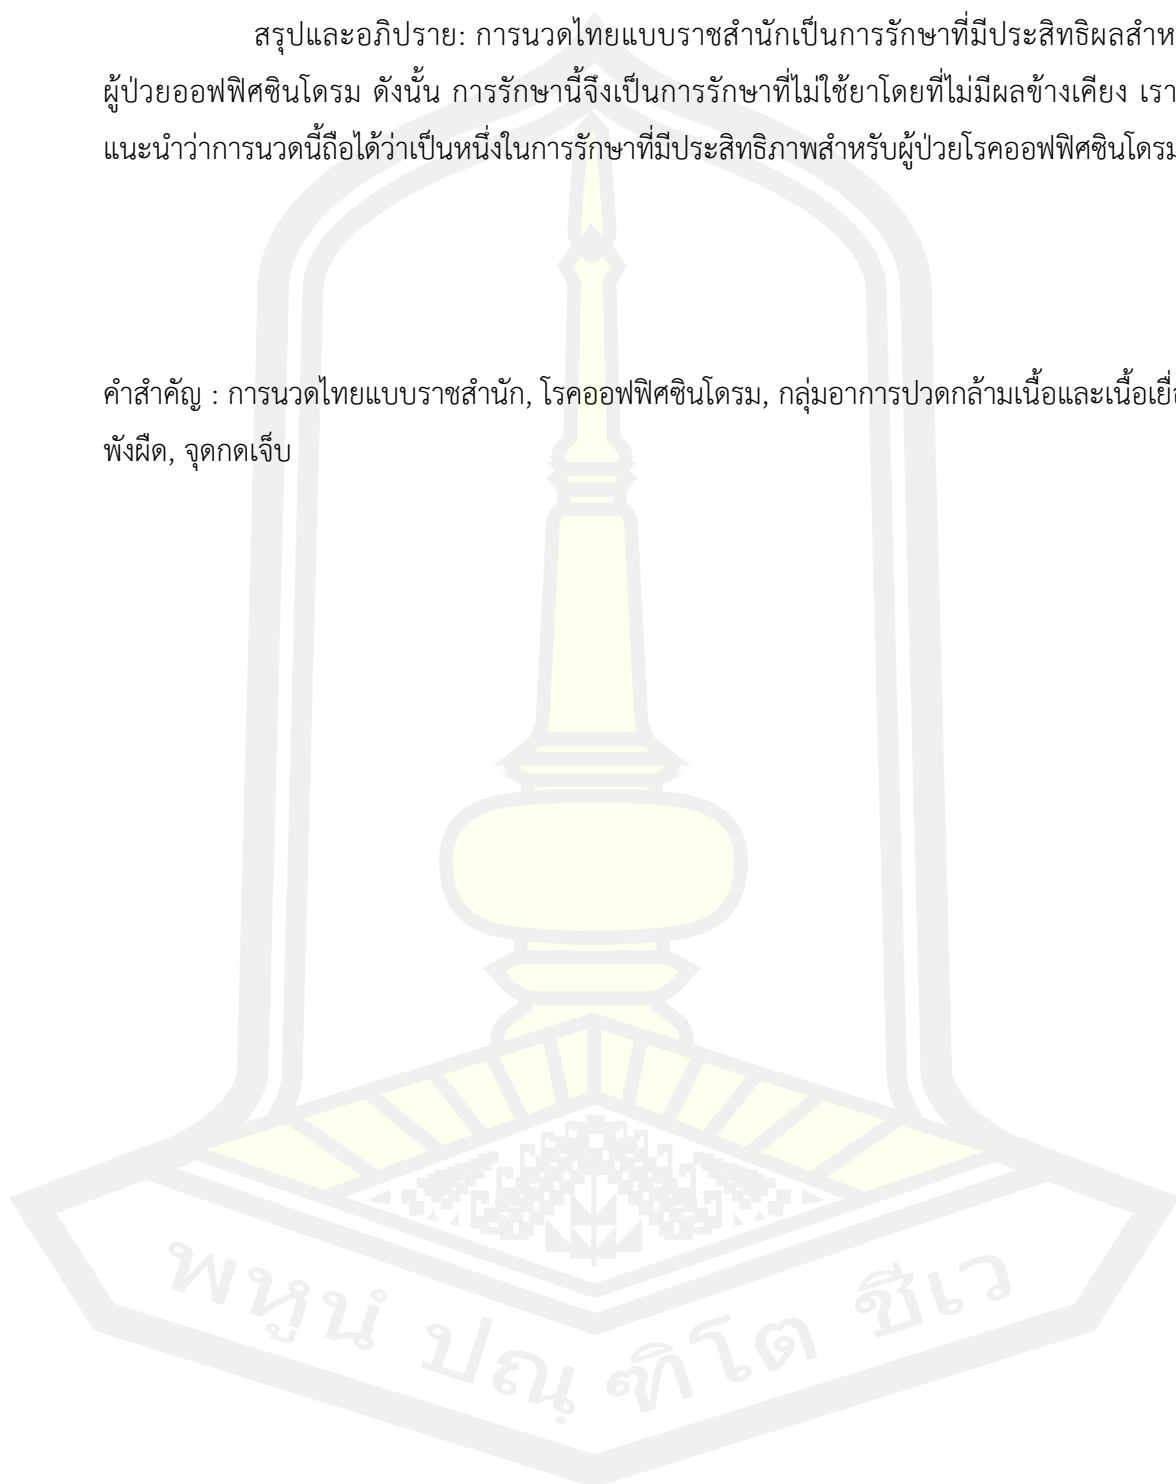 สรุปและอภิปราย: การนวดไทยแบบราชสำนักเป็นการรักษาที่มีประสิทธิผลสำห
ผู้ป่วยออฟฟิศซินโดรม ดังนั้น การรักษานี้จึงเป็นการรักษาที่ไม่ใช้ยาโดยที่ไม่มีผลข้างเคียง เรา
แนะนำว่าการนวดนี้ถือได้ว่าเป็นหนึ่งในการรักษาที่มีประสิทธิภาพสำหรับผู้ป่วยโรคออฟฟิศซินโดรม
คำสำคัญ : การนวดไทยแบบราชสำนัก, โรคออฟฟิศซินโดรม, กลุ่มอาการปวดกล้ามเนื้อและเนื้อเยื่อ
พังผืด, จุดกดเจ็บ
พหูนํ ปณฺฑิโต ชีเว